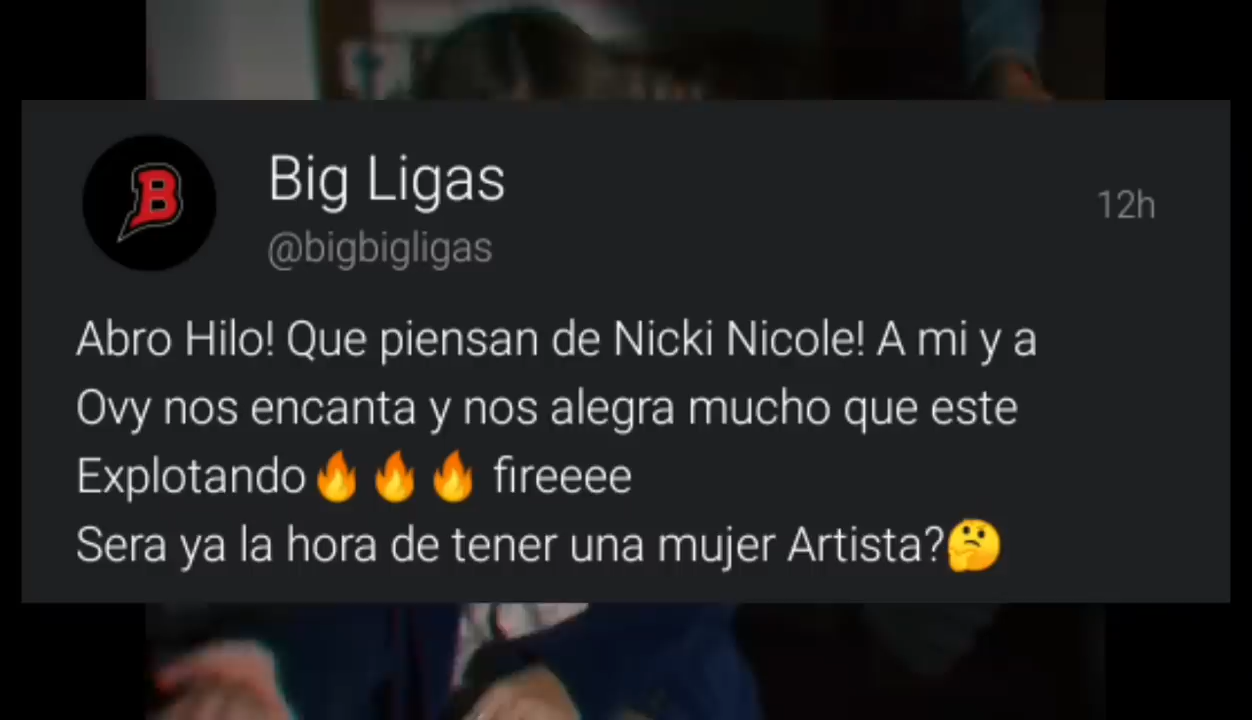 B
Big Ligas
12h
@bigbigligas
Abro Hilo! Que piensan de Nicki Nicole! A mi y a
Ovy nos encanta y nos alegra mucho que este
Explotando🔥🔥🔥 fireeee
Sera ya la hora de tener una mujer Artista?🤔